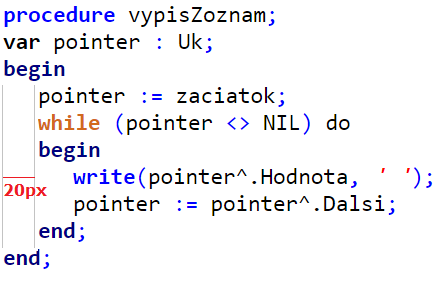 procedure vypisZoznam;
var pointer : Uk;
begin
pointer := zaciatok;
while (pointer <> NIL) do
begin
write(pointer^.Hodnota, ' ');
20px
pointer := pointer^.Dalsi;
end;
end;